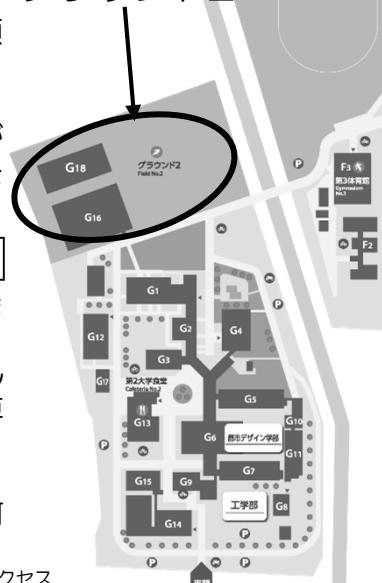 グラウンド2
Field No.2
G18
G16
F3
第3体育館
Gymnasium No.3
F2
P
G1
G2
G4
G12
G3
G17
第2大学食堂
Cafeteria No.2
G13
G5
G10
G6
都市デザイン学部
G11
G7
G15
G9
工学部
G8
G14
P
P
P
P
P
クセス